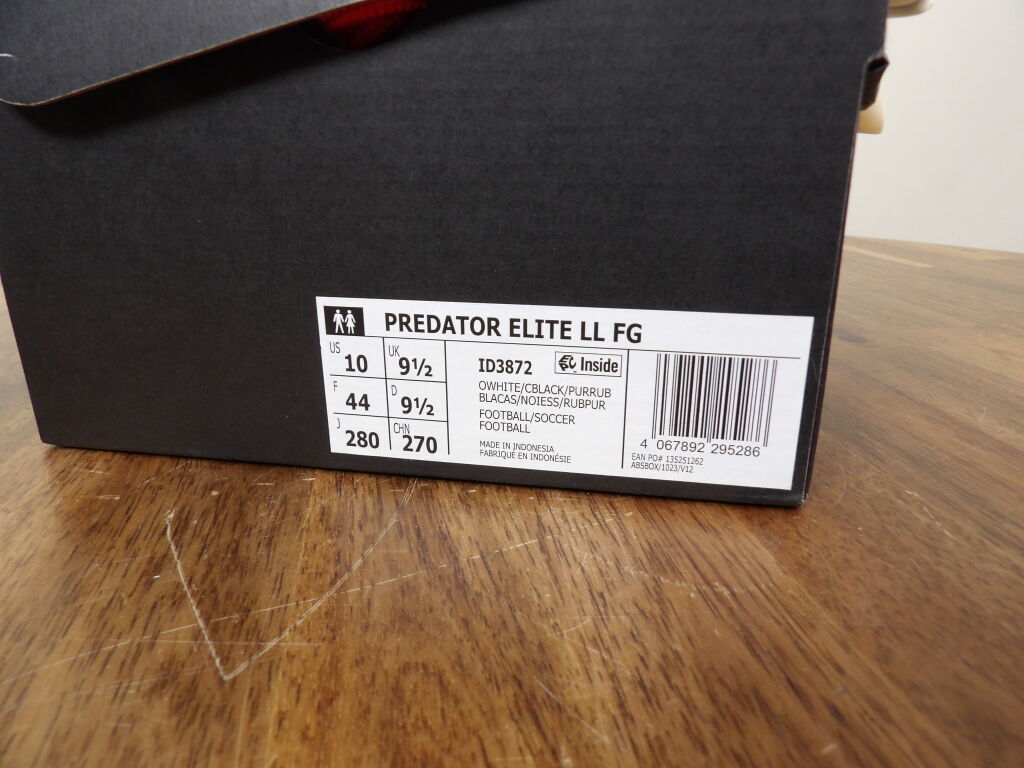 PREDATOR ELITE LL FG
US 10 UK 9½
F 44 D 9½
J 280 CHN 270
ID3872 Inside
OWHITE/CBLACK/PURRUB
BLACAS/NOIESS/RUBPUR
FOOTBALL/SOCCER
FOOTBALL
MADE IN INDONESIA
FABRIQUÉ EN INDONÉSIE
4 067892 295286
EAN PO# 135251262
ABSBOX/1023/V12